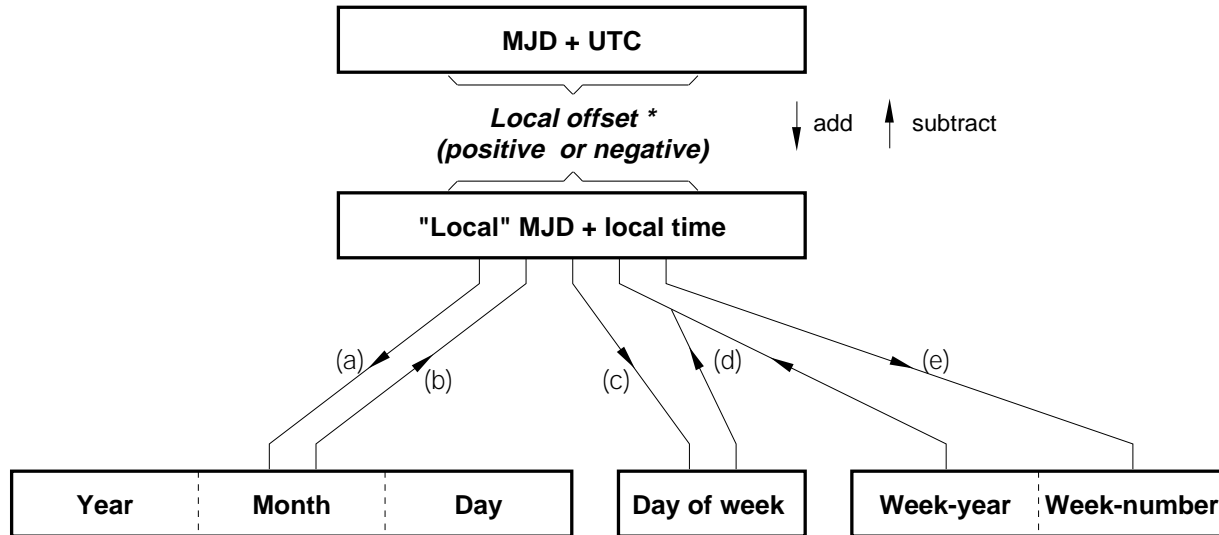 MJD + UTC
Local offset *
(positive or negative)
add
subtract
"Local" MJD + local time
(a)
(b)
(c)
(d)
(e)
Year
Month
Day
Day of week
Week-year
Week-number